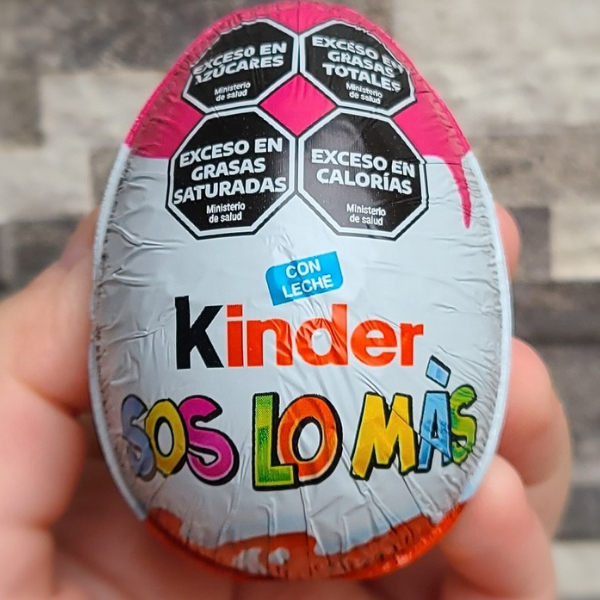 EXCESO EN
AZÚCARES
Ministerio
de salud
EXCESO EN
GRASAS
TOTALES
Ministerio
de salud
EXCESO EN
GRASAS
SATURADAS
Ministerio
de salud
EXCESO EN
CALORÍAS
Ministerio
de salud
CON
LECHE
Kinder
SOS LO MÀS